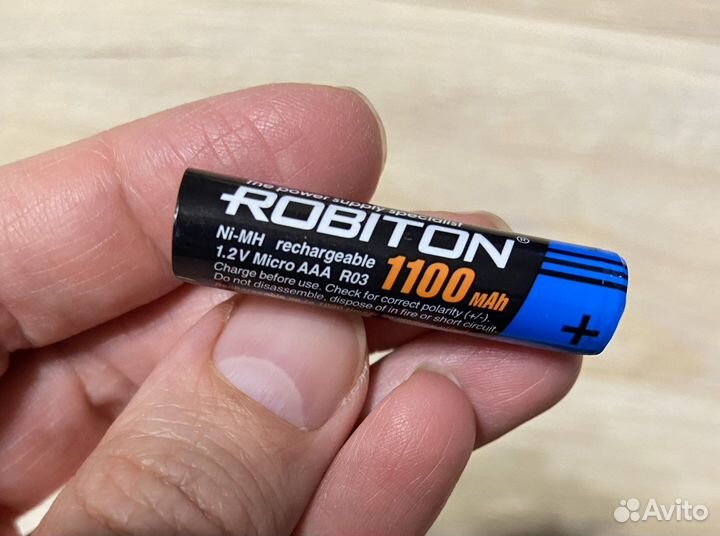 The power supply specialist
ROBITON®
Ni-MH rechargeable
1.2V Micro AAA R03
1100 mAh
Charge before use. Check for correct polarity (+/-).
Do not disassemble, dispose of in fire or short circuit.
+
Avito